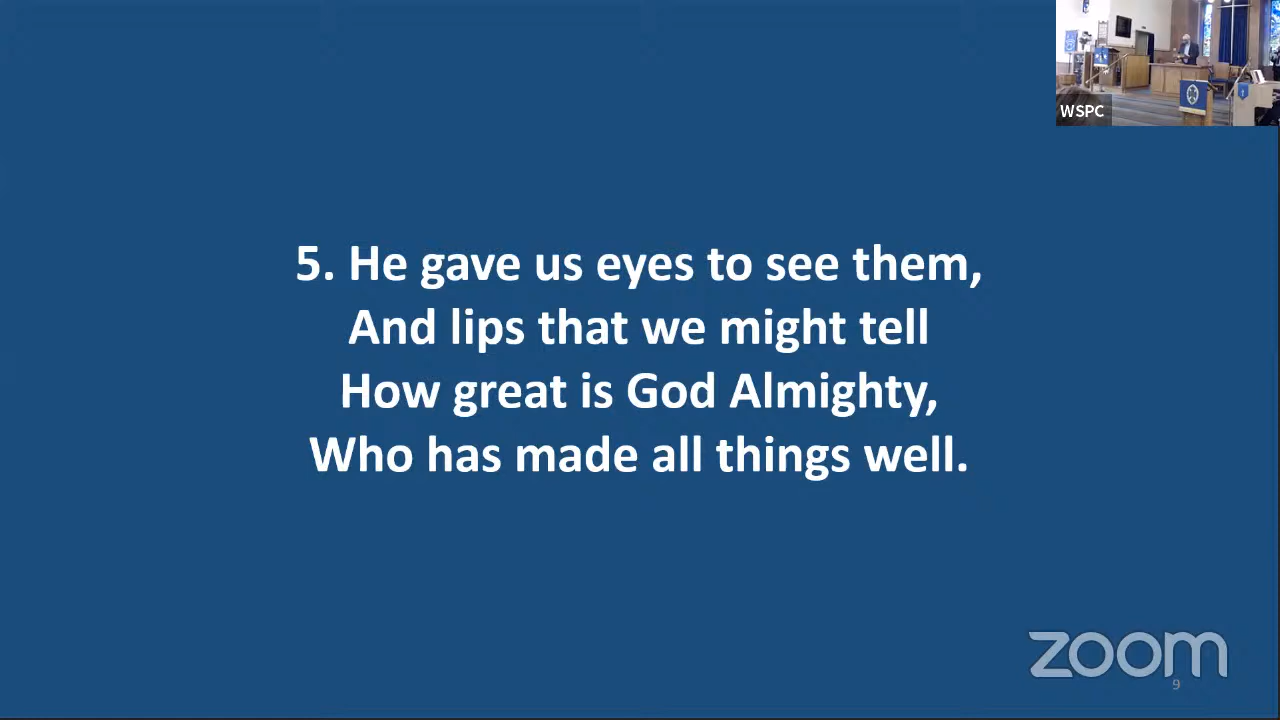 WSPC
5. He gave us eyes to see them,
And lips that we might tell
How great is God Almighty,
Who has made all things well.
zoom
9